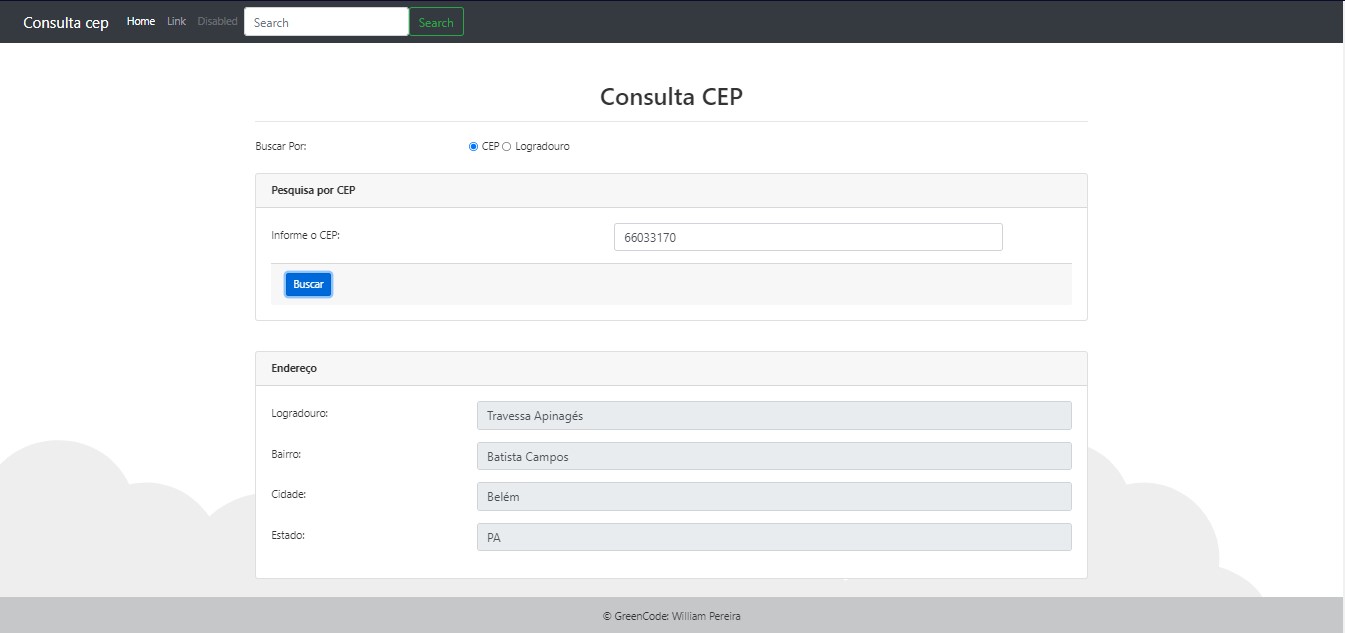 Consulta cep Home Link Disabled Search Search
Consulta CEP
Buscar Por: CEP Logradouro
Pesquisa por CEP
Informe o CEP: 66033170
Buscar
Endereço
Logradouro: Travessa Apinagés
Bairro: Batista Campos
Cidade: Belém
Estado: PA
© GreenCode: William Pereira